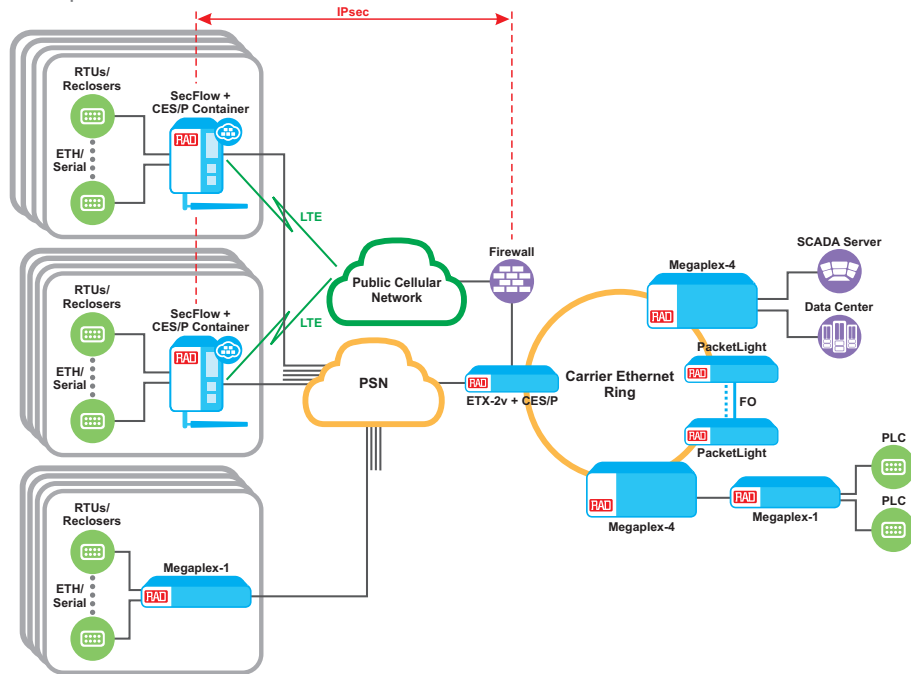 IPsec
RTUs/
Reclosers
SecFlow +
CES/P Container
RAD
ETH/
Serial
LTE
Public Cellular
Network
Firewall
SCADA Server
Megaplex-4
RAD
Data Center
RTUs/
Reclosers
SecFlow +
CES/P Container
RAD
ETH/
Serial
LTE
PSN
RAD
ETX-2v + CES/P
Carrier Ethernet
Ring
PacketLight
RAD
FO
RAD
PacketLight
PLC
RAD
Megaplex-4
RAD
Megaplex-1
PLC
RTUs/
Reclosers
Megaplex-1
RAD
ETH/
Serial